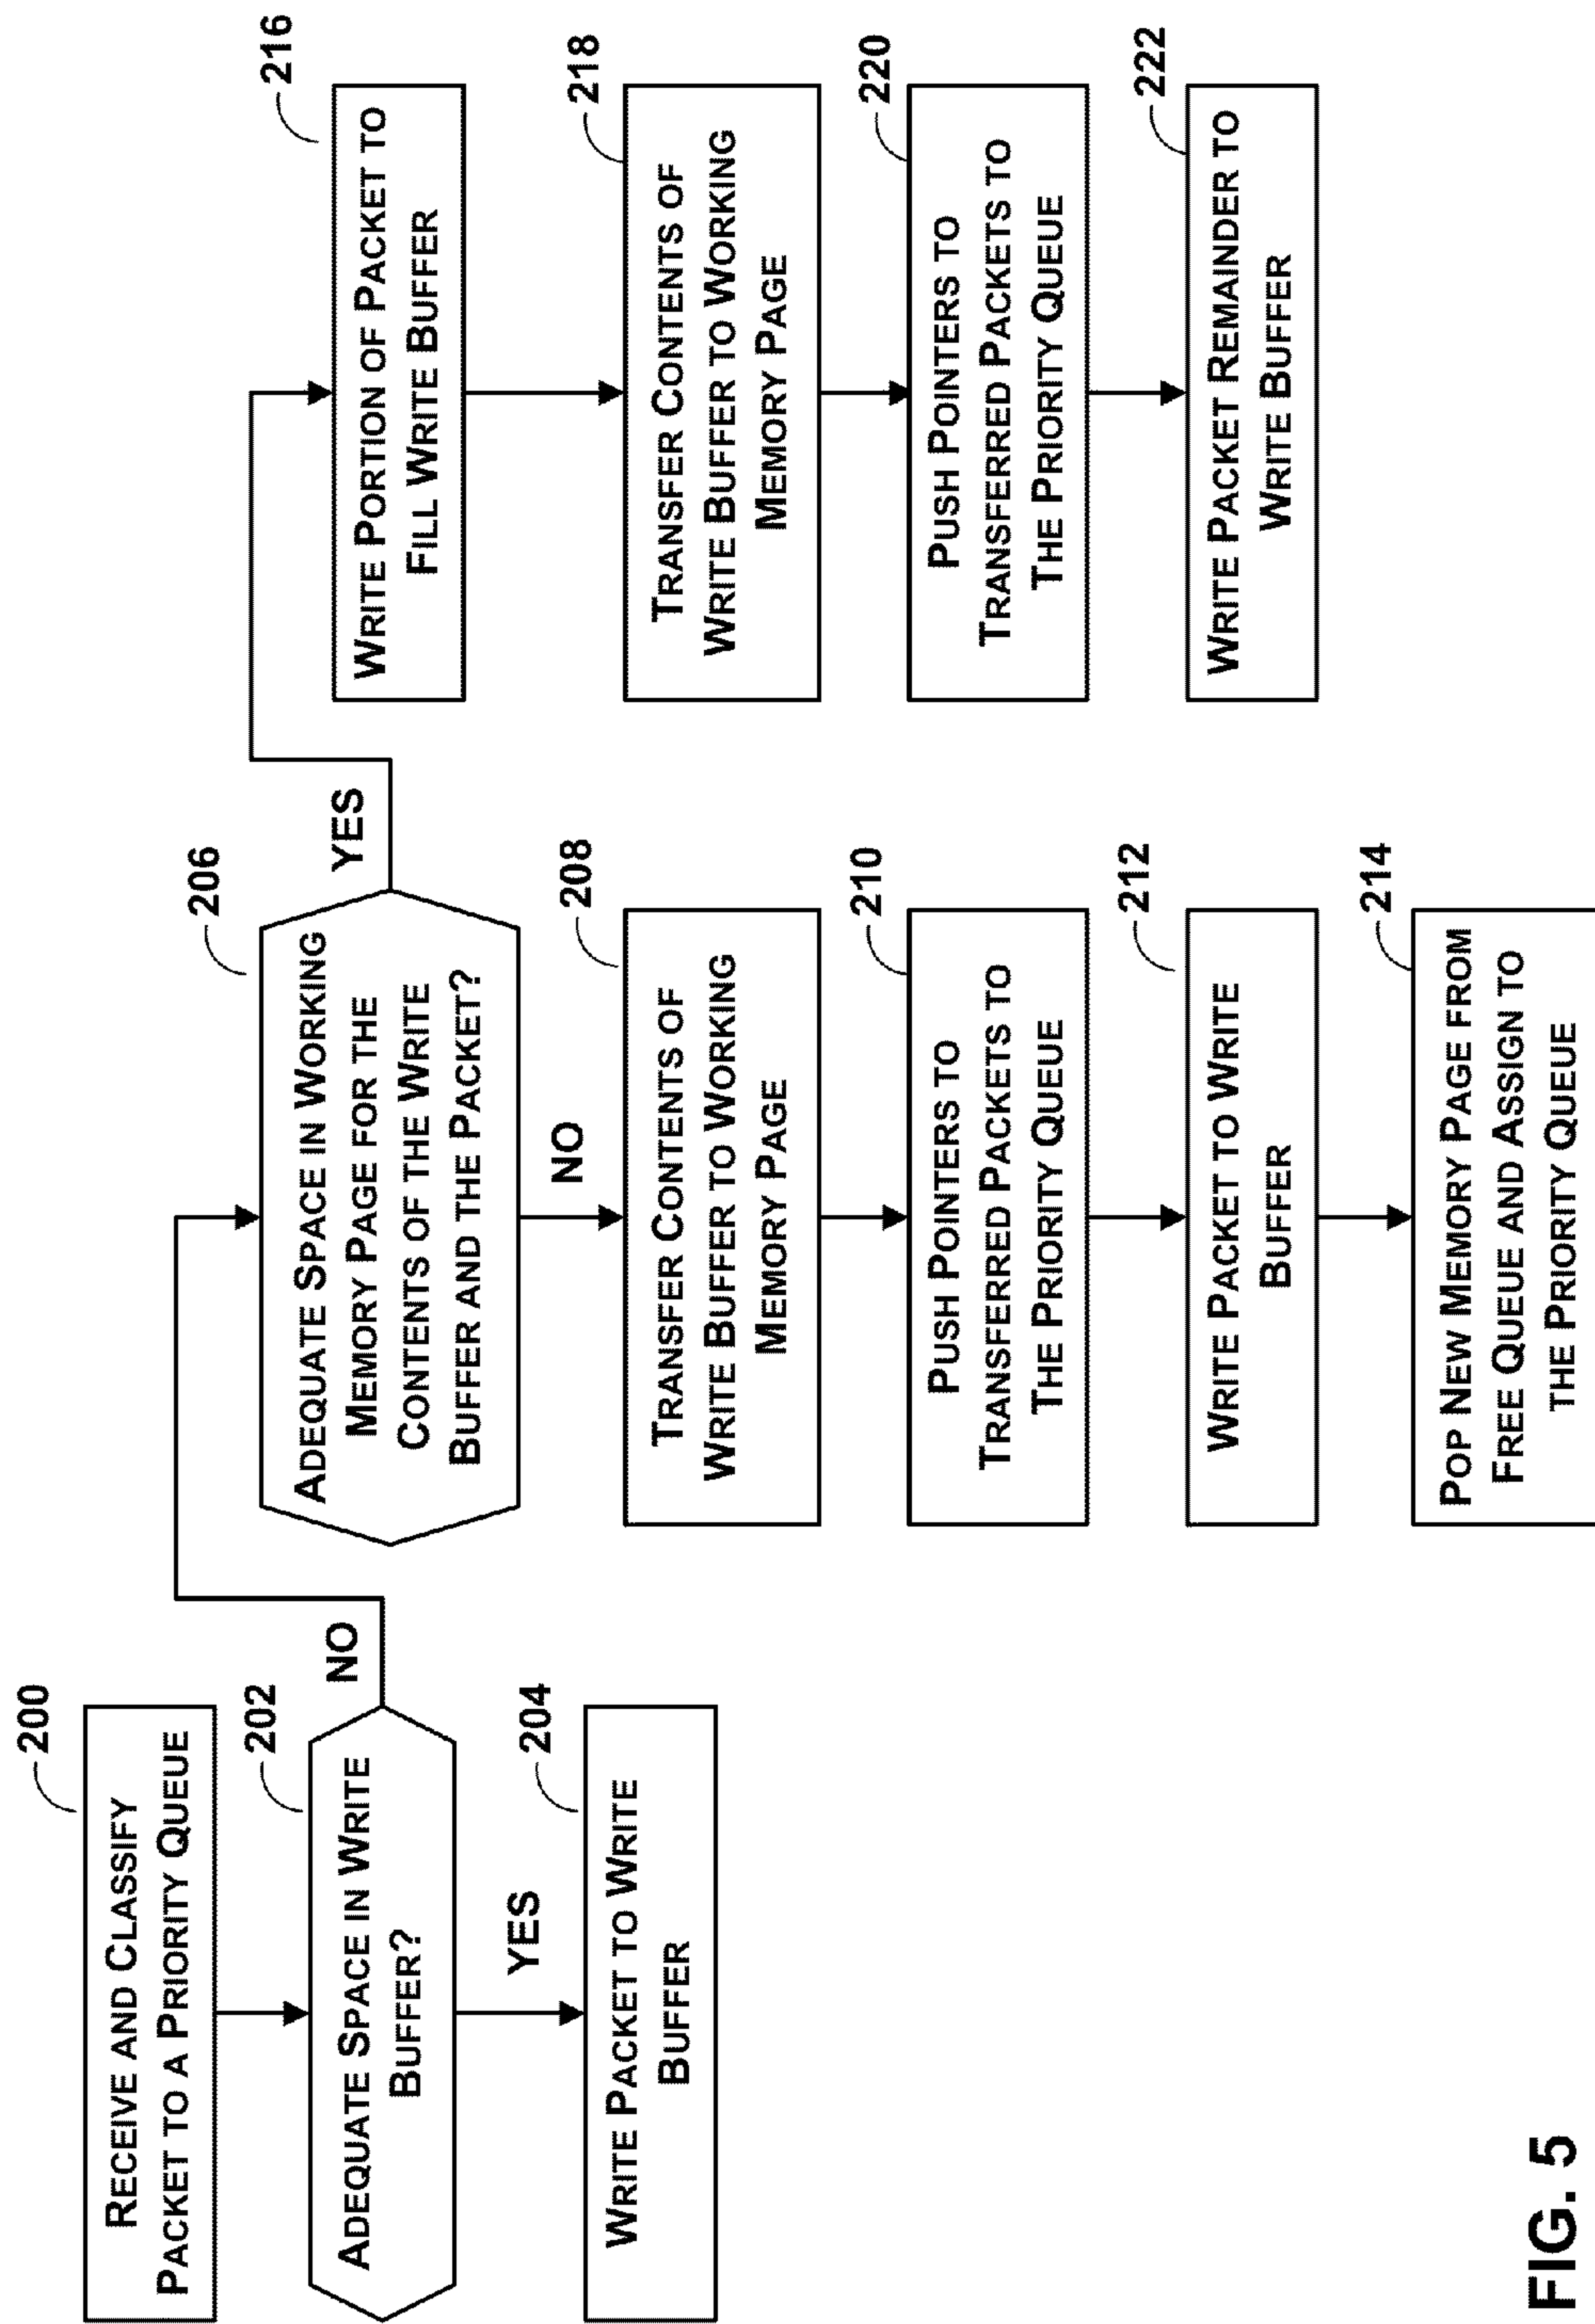 200
RECEIVE AND CLASSIFY
PACKET TO A PRIORITY QUEUE
202
ADEQUATE SPACE IN WRITE
BUFFER?
NO
YES
204
WRITE PACKET TO WRITE
BUFFER
206
ADEQUATE SPACE IN WORKING
MEMORY PAGE FOR THE
CONTENTS OF THE WRITE
BUFFER AND THE PACKET?
YES
NO
208
TRANSFER CONTENTS OF
WRITE BUFFER TO WORKING
MEMORY PAGE
210
PUSH POINTERS TO
TRANSFERRED PACKETS TO
THE PRIORITY QUEUE
212
WRITE PACKET TO WRITE
BUFFER
214
POP NEW MEMORY PAGE FROM
FREE QUEUE AND ASSIGN TO
THE PRIORITY QUEUE
216
WRITE PORTION OF PACKET TO
FILL WRITE BUFFER
218
TRANSFER CONTENTS OF
WRITE BUFFER TO WORKING
MEMORY PAGE
220
PUSH POINTERS TO
TRANSFERRED PACKETS TO
THE PRIORITY QUEUE
222
WRITE PACKET REMAINDER TO
WRITE BUFFER
FIG. 5